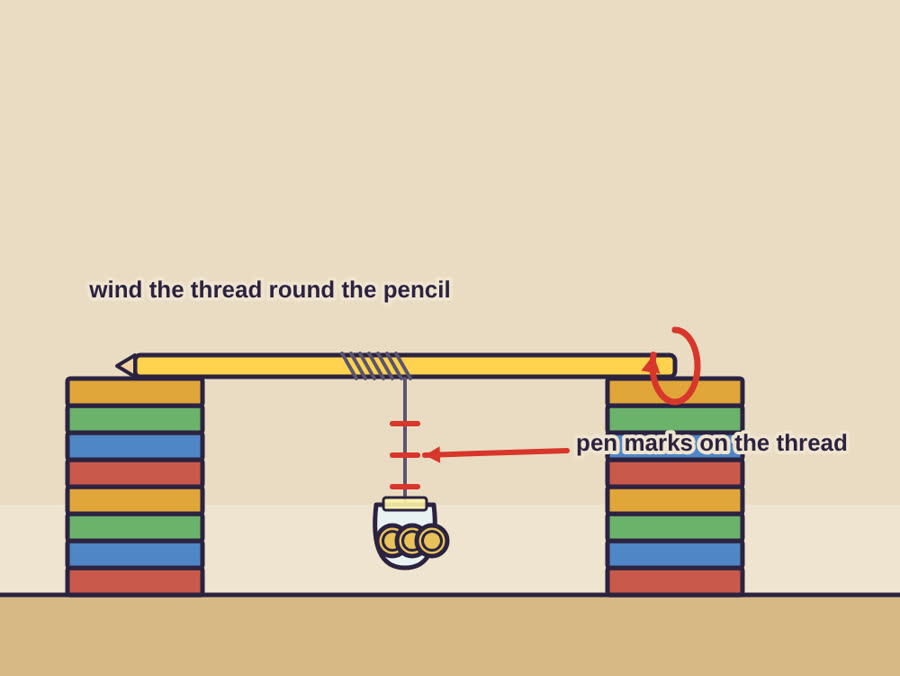 wind the thread round the pencil
pen marks on the thread